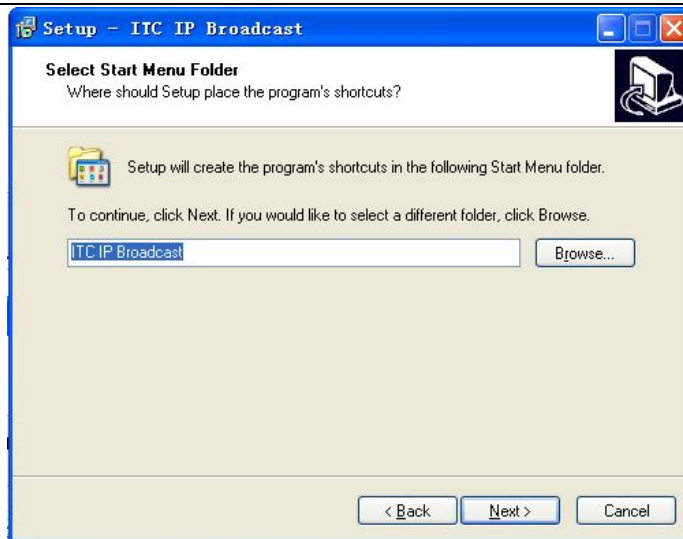 Setup - ITC IP Broadcast
Select Start Menu Folder
Where should Setup place the program's shortcuts?
Setup will create the program's shortcuts in the following Start Menu folder.
To continue, click Next. If you would like to select a different folder, click Browse.
ITC IP Broadcast
Browse...
< Back
Next >
Cancel